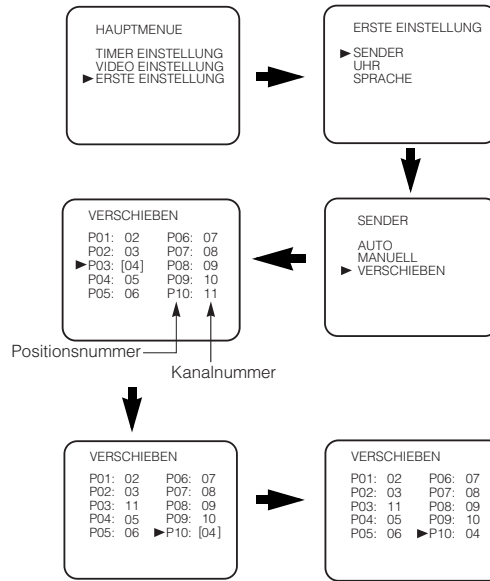 HAUPTMENUE
TIMER EINSTELLUNG
VIDEO EINSTELLUNG
►ERSTE EINSTELLUNG
ERSTE EINSTELLUNG
►SENDER
UHR
SPRACHE
SENDER
AUTO
MANUELL
►VERSCHIEBEN
VERSCHIEBEN
P01: 02 P06: 07
P02: 03 P07: 08
►P03: [04] P08: 09
P04: 05 P09: 10
P05: 06 P10: 11
Positionsnummer
Kanalnummer
VERSCHIEBEN
P01: 02 P06: 07
P02: 03 P07: 08
P03: 11 P08: 09
P04: 05 P09: 10
P05: 06 ►P10: [04]
VERSCHIEBEN
P01: 02 P06: 07
P02: 03 P07: 08
P03: 11 P08: 09
P04: 05 P09: 10
P05: 06 ►P10: 04